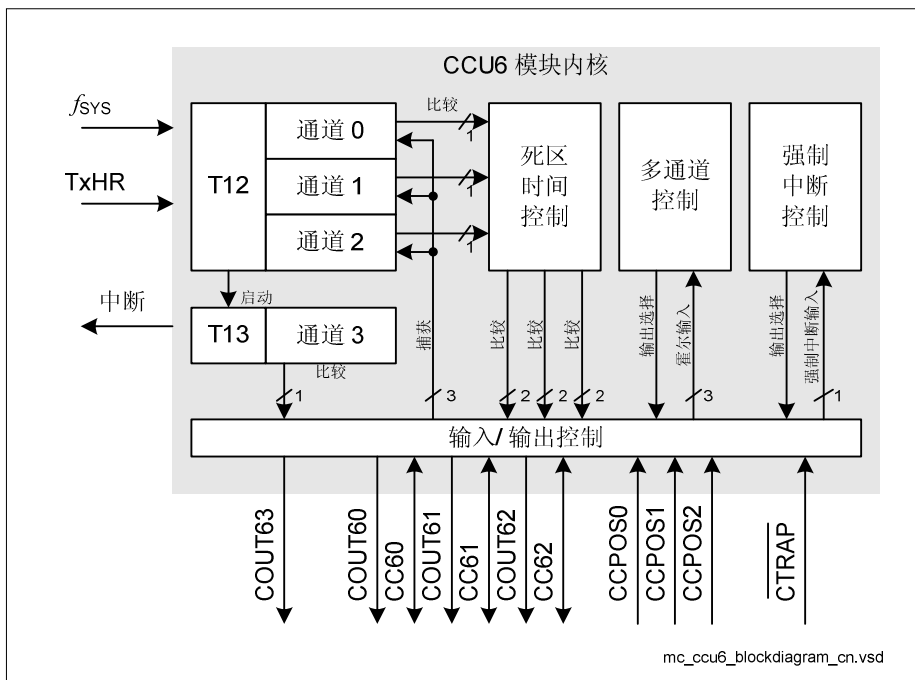 CCU6 模块内核
fSYS
TxHR
中断
T12
通道 0
通道 1
通道 2
比较
1
1
1
死区
时间
控制
多通道
控制
强制
中断
控制
启动
T13
通道 3
比较
1
捕获
3
比较
2
比较
2
比较
2
输出选择
霍尔输入
3
输出选择
强制中断输入
1
输入/ 输出控制
COUT63
COUT60
CC60
COUT61
CC61
COUT62
CC62
CCPOS0
CCPOS1
CCPOS2
CTRAP
mc_ccu6_blockdiagram_cn.vsd